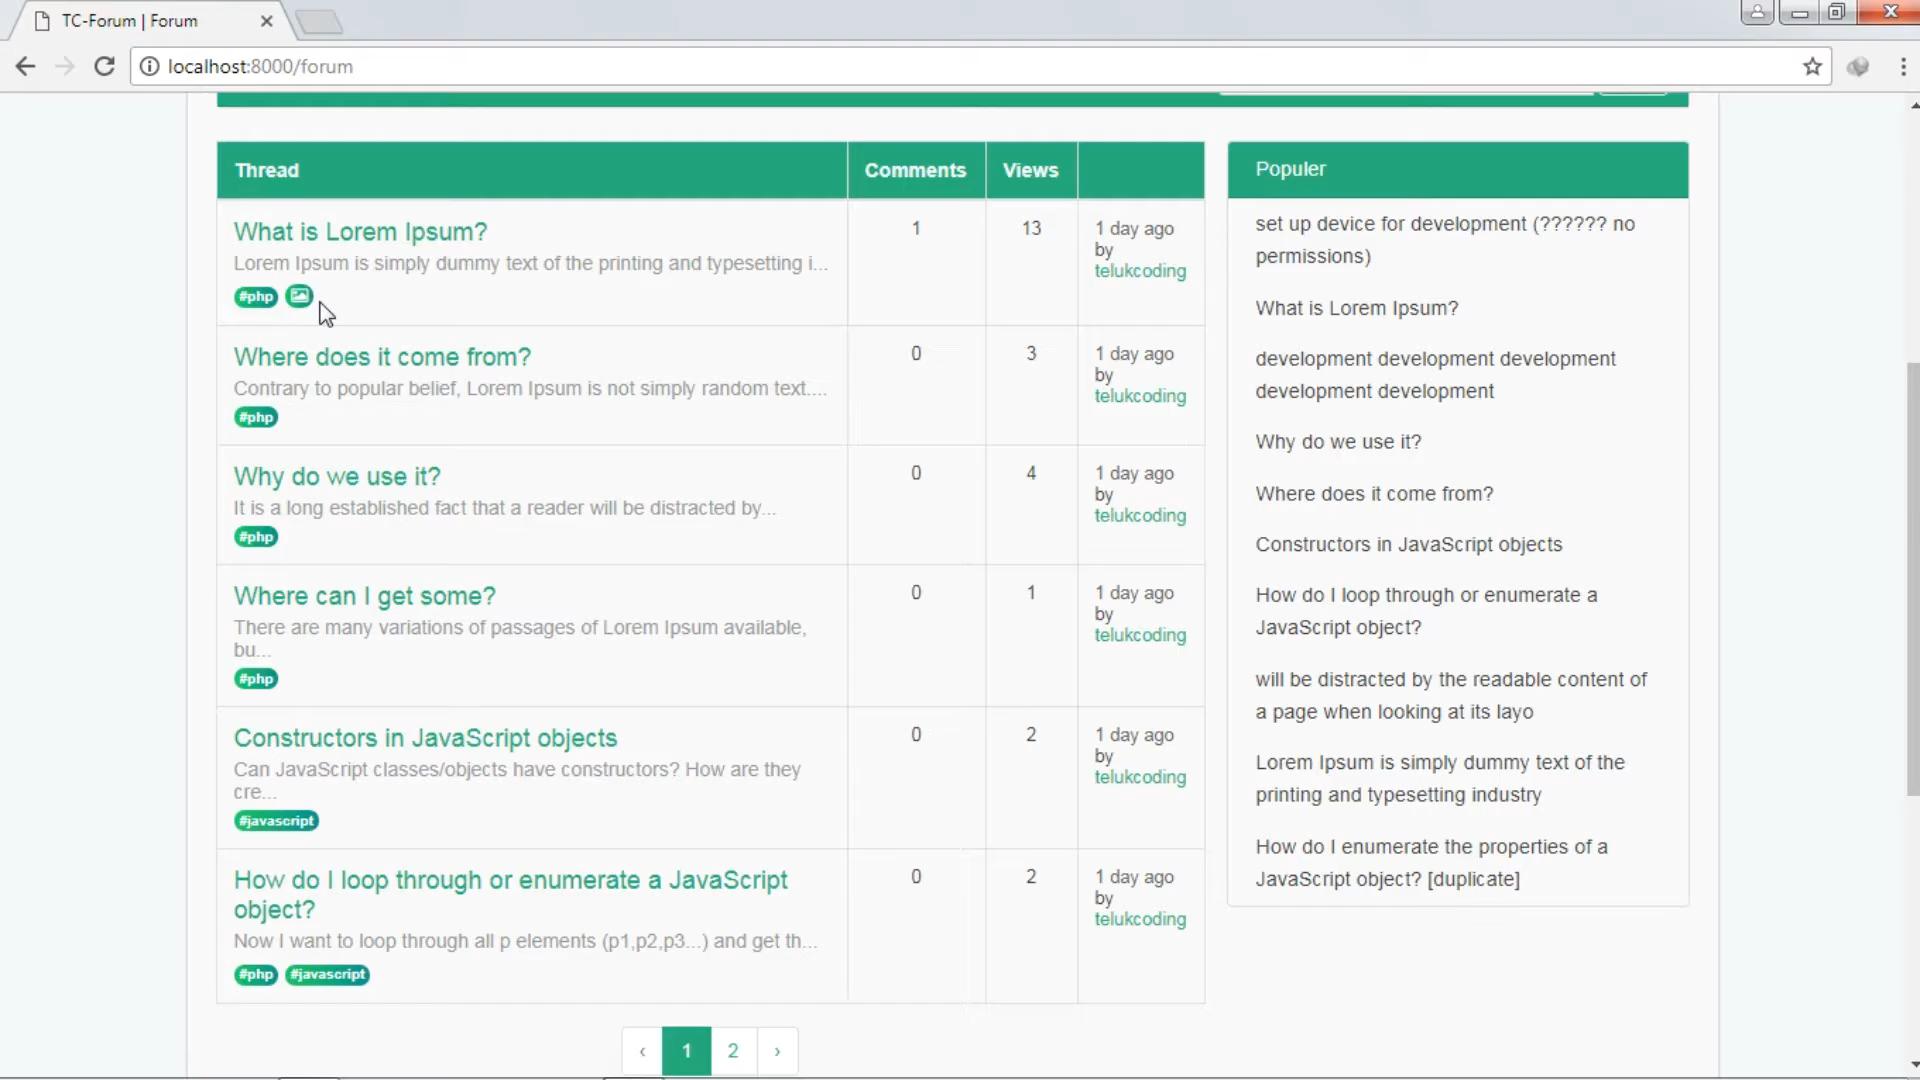 TC-Forum | Forum
localhost:8000/forum
Thread
Comments
Views
What is Lorem Ipsum?
Lorem Ipsum is simply dummy text of the printing and typesetting i...
#php
1
13
1 day ago
by
telukcoding
Where does it come from?
Contrary to popular belief, Lorem Ipsum is not simply random text....
#php
0
3
1 day ago
by
telukcoding
Why do we use it?
It is a long established fact that a reader will be distracted by...
#php
0
4
1 day ago
by
telukcoding
Where can I get some?
There are many variations of passages of Lorem Ipsum available,
bu...
#php
0
1
1 day ago
by
telukcoding
Constructors in JavaScript objects
Can JavaScript classes/objects have constructors? How are they
cre...
#javascript
0
2
1 day ago
by
telukcoding
How do I loop through or enumerate a JavaScript
object?
Now I want to loop through all p elements (p1,p2,p3...) and get th...
#php #javascript
0
2
1 day ago
by
telukcoding
‹ 1 2 ›
Populer
set up device for development (?????? no
permissions)
What is Lorem Ipsum?
development development development
development development
Why do we use it?
Where does it come from?
Constructors in JavaScript objects
How do I loop through or enumerate a
JavaScript object?
will be distracted by the readable content of
a page when looking at its layo
Lorem Ipsum is simply dummy text of the
printing and typesetting industry
How do I enumerate the properties of a
JavaScript object? [duplicate]